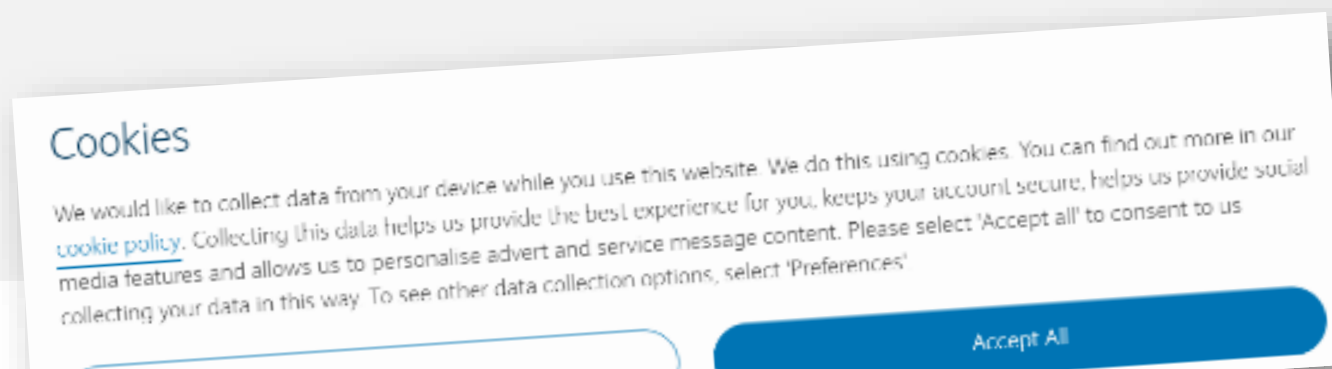 Cookies
We would like to collect data from your device while you use this website. We do this using cookies. You can find out more in our
cookie policy. Collecting this data helps us provide the best experience for you, keeps your account secure, helps us provide social
media features and allows us to personalise advert and service message content. Please select 'Accept all' to consent to us
collecting your data in this way. To see other data collection options, select 'Preferences'
Accept All